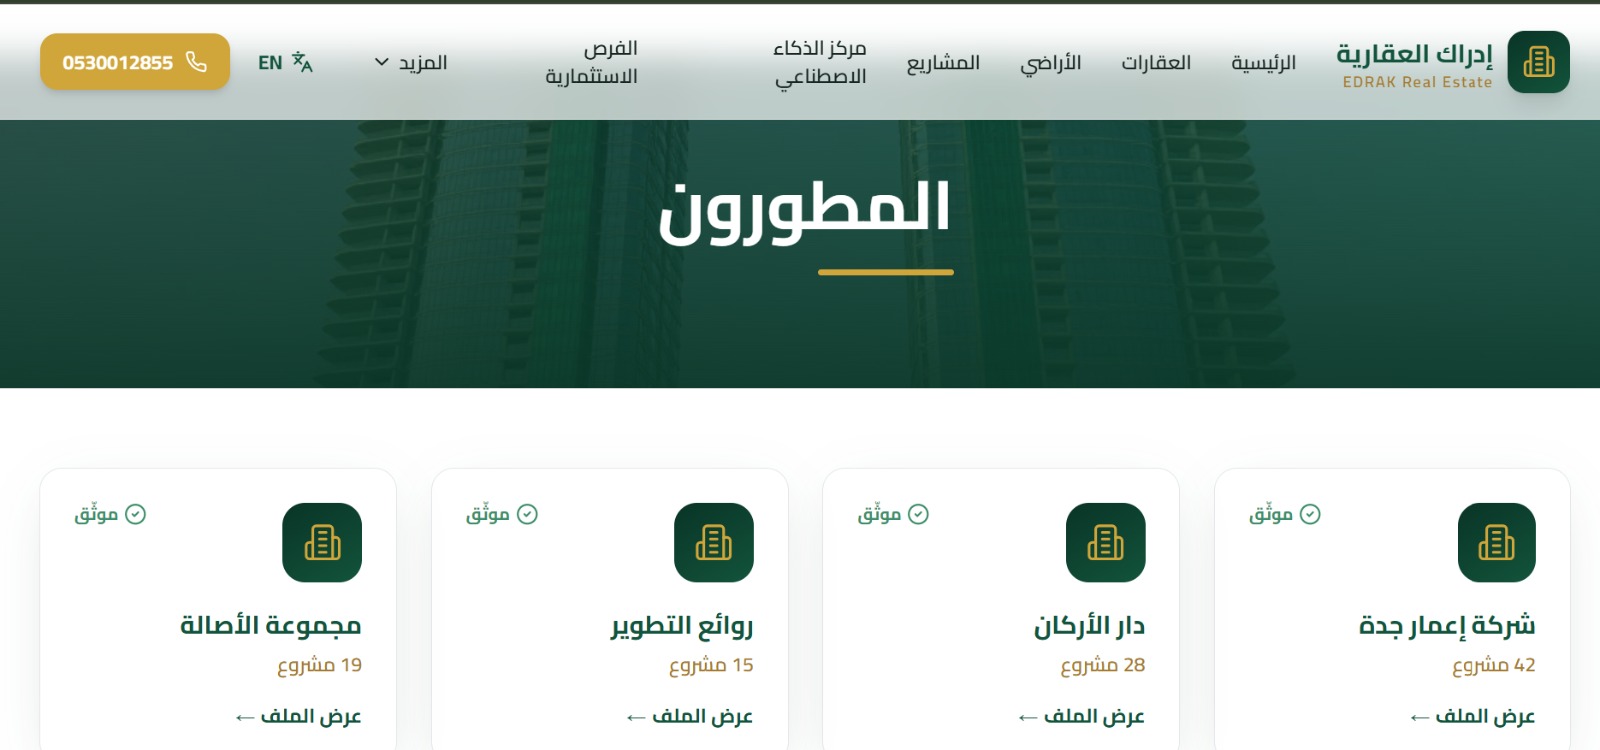 إدراك العقارية
EDRAK Real Estate
الرئيسية
العقارات
الأراضي
المشاريع
مركز الذكاء
الاصطناعي
الفرص
الاستثمارية
المزيد
EN
0530012855
المطورون
موثّق
شركة إعمار جدة
42 مشروع
عرض الملف ←
موثّق
دار الأركان
28 مشروع
عرض الملف ←
موثّق
روائع التطوير
15 مشروع
عرض الملف ←
موثّق
مجموعة الأصالة
19 مشروع
عرض الملف ←